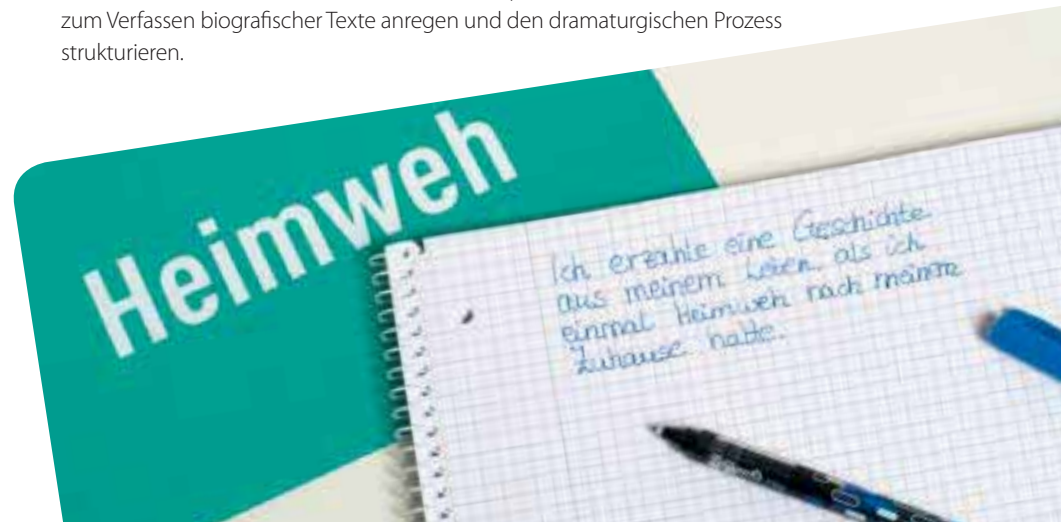 zum Verfassen biografischer Texte anregen und den dramaturgischen Prozess
strukturieren.
Heimweh
Ich erzähle eine Geschichte
aus meinem Leben, als ich
einmal Heimweh nach meinem
Zuhause hatte.